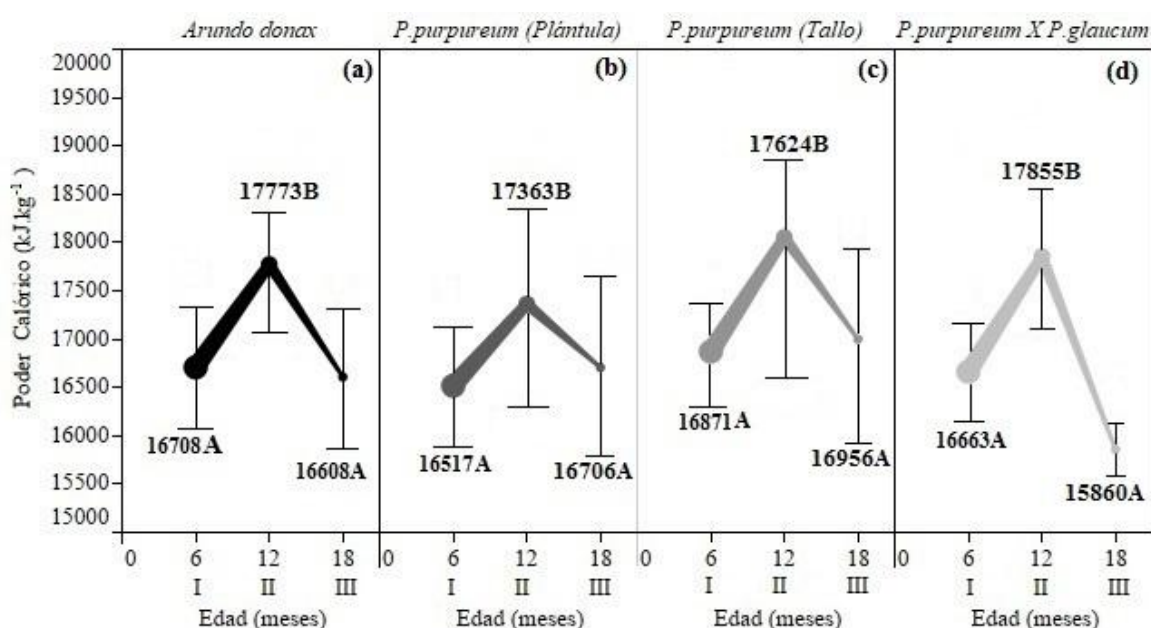 Arundo donax P.purpureum (Plántula) P.purpureum (Tallo) P.purpureum X P.glaucum
(a) (b) (c) (d)
Poder Calórico (kJ.kg-1)
20000
19500
19000
18500
18000
17500
17000
16500
16000
15500
15000
17773B 17363B 17624B 17855B
16708A 16608A 16517A 16706A 16871A 16956A 16663A 15860A
0 6 12 18 0 6 12 18 0 6 12 18 0 6 12 18
I II III I II III I II III I II III
Edad (meses) Edad (meses) Edad (meses) Edad (meses)